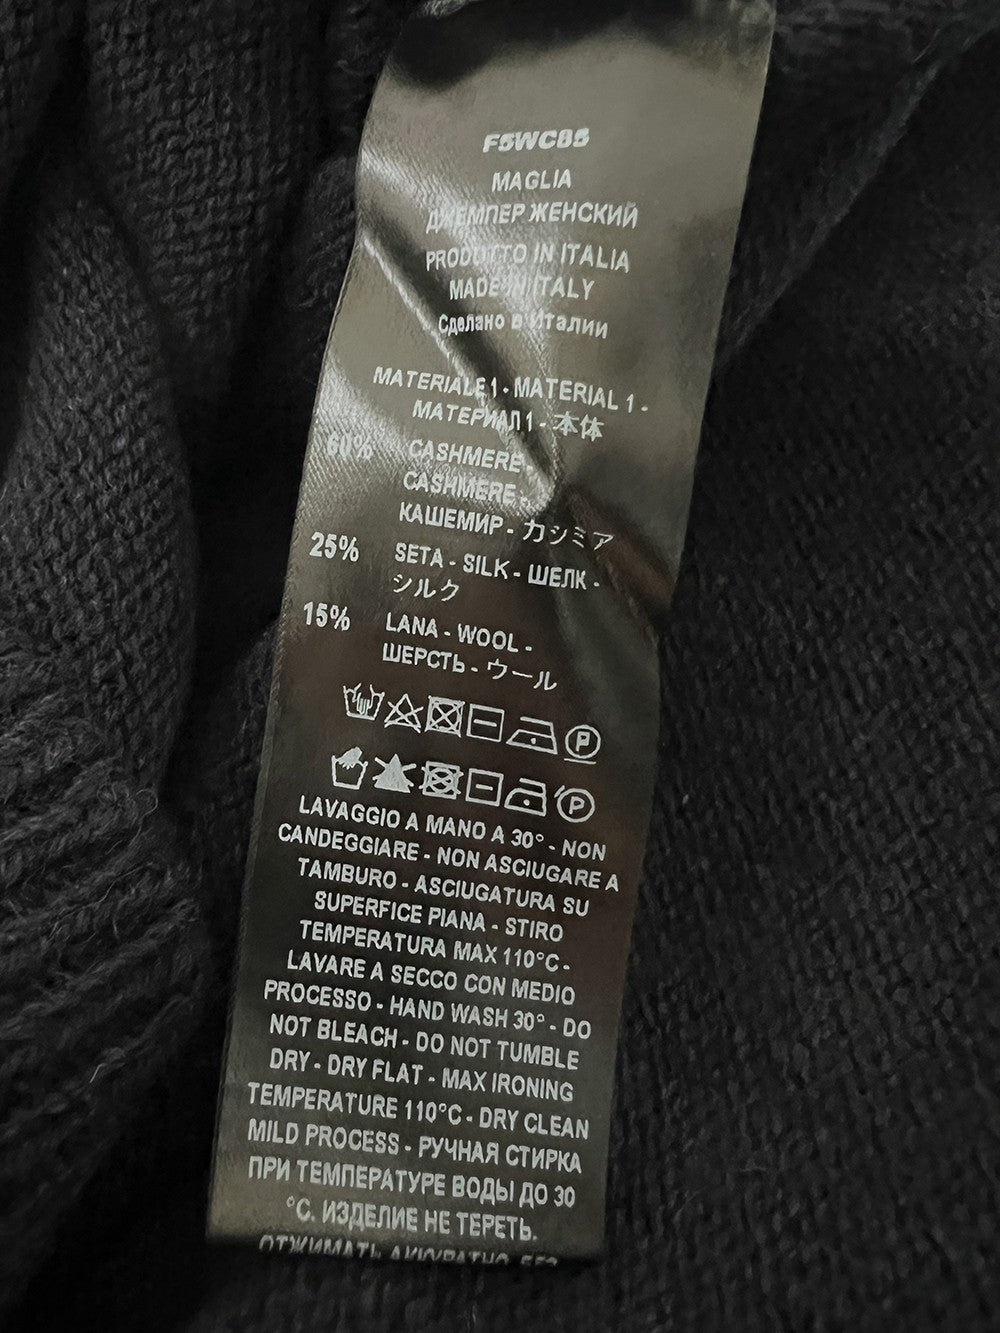 F5WC85
MAGLIA
ДЖЕМПЕР ЖЕНСКИЙ
PRODOTTO IN ITALIA
MADE IN ITALY
Сделано в Италии
MATERIALE 1 - MATERIAL 1 -
МАТЕРИАЛ 1 - 本体
60% CASHMERE -
CASHMERE -
КАШЕМИР - カシミア
25% SETA - SILK - ШЕЛК -
シルク
15% LANA - WOOL -
ШЕРСТЬ - ウール
P
P
LAVAGGIO A MANO A 30° - NON
CANDEGGIARE - NON ASCIUGARE A
TAMBURO - ASCIUGATURA SU
SUPERFICE PIANA - STIRO
TEMPERATURA MAX 110°C -
LAVARE A SECCO CON MEDIO
PROCESSO - HAND WASH 30° - DO
NOT BLEACH - DO NOT TUMBLE
DRY - DRY FLAT - MAX IRONING
TEMPERATURE 110°C - DRY CLEAN
MILD PROCESS - РУЧНАЯ СТИРКА
ПРИ ТЕМПЕРАТУРЕ ВОДЫ ДО 30
°C. ИЗДЕЛИЕ НЕ ТЕРЕТЬ.
ОТЖИМАТЬ АККУРАТНО, БЕЗ